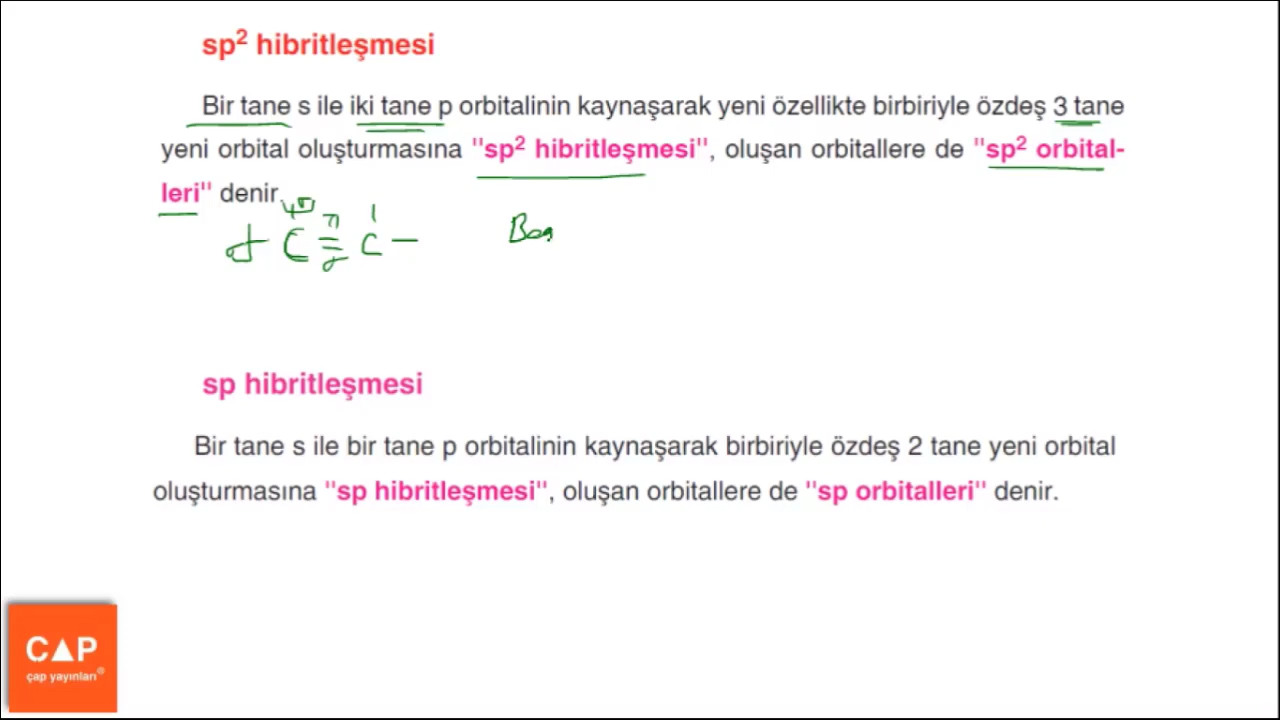 sp² hibritleşmesi
Bir tane s ile iki tane p orbitalinin kaynaşarak yeni özellikte birbiriyle özdeş 3 tane
yeni orbital oluşturmasına "sp² hibritleşmesi", oluşan orbitallere de "sp² orbital-
leri" denir.
π
C = C –
sp hibritleşmesi
Bir tane s ile bir tane p orbitalinin kaynaşarak birbiriyle özdeş 2 tane yeni orbital
oluşturmasına "sp hibritleşmesi", oluşan orbitallere de "sp orbitalleri" denir.
CAP
çap yayınları®